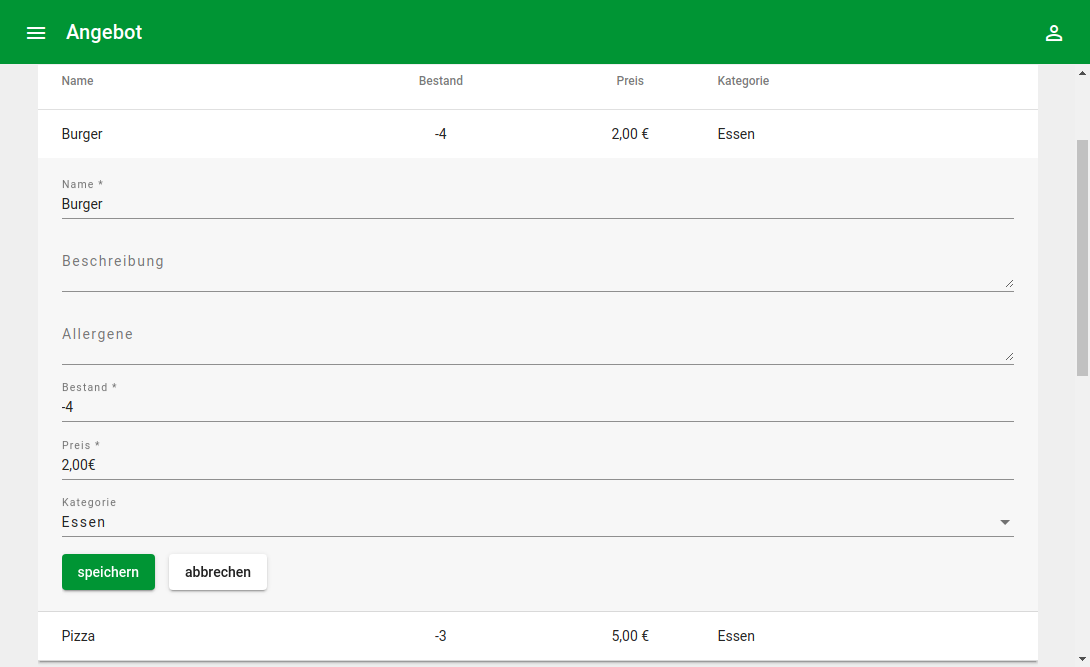 Angebot
Name Bestand Preis Kategorie
Burger -4 2,00 € Essen
Name *
Burger
Beschreibung
Allergene
Bestand *
-4
Preis *
2,00€
Kategorie
Essen
speichern abbrechen
Pizza -3 5,00 € Essen